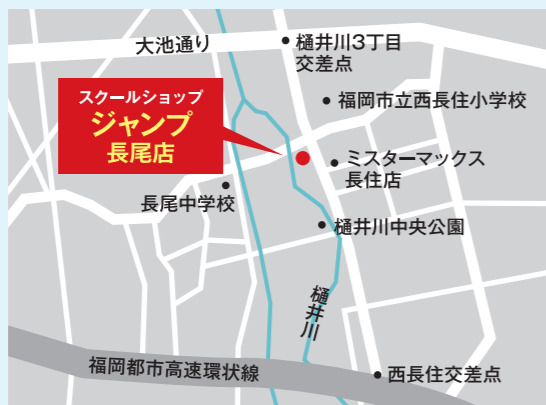 大池通り
樋井川3丁目
交差点
スクールショップ
ジャンプ
長尾店
福岡市立西長住小学校
ミスターマックス
長住店
長尾中学校
樋井川中央公園
樋井川
福岡都市高速環状線
西長住交差点